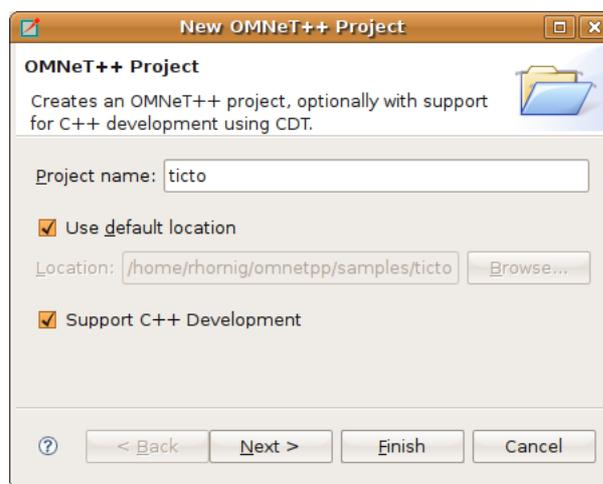 New OMNeT++ Project
OMNeT++ Project
Creates an OMNeT++ project, optionally with support
for C++ development using CDT.
Project name: ticto
Use default location
Location: /home/rhornig/omnetpp/samples/ticto Browse...
Support C++ Development
? < Back Next > Finish Cancel